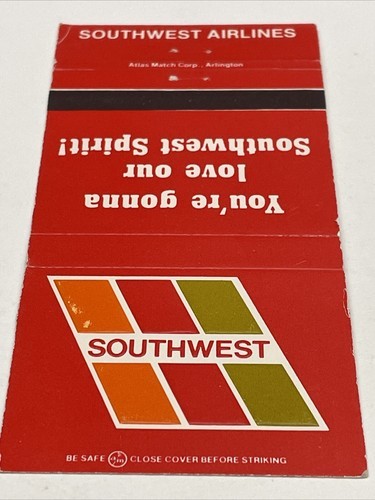 SOUTHWEST AIRLINES
Atlas Match Corp., Arlington
You're gonna
love our
Southwest Spirit!
SOUTHWEST
BE SAFE CLOSE COVER BEFORE STRIKING